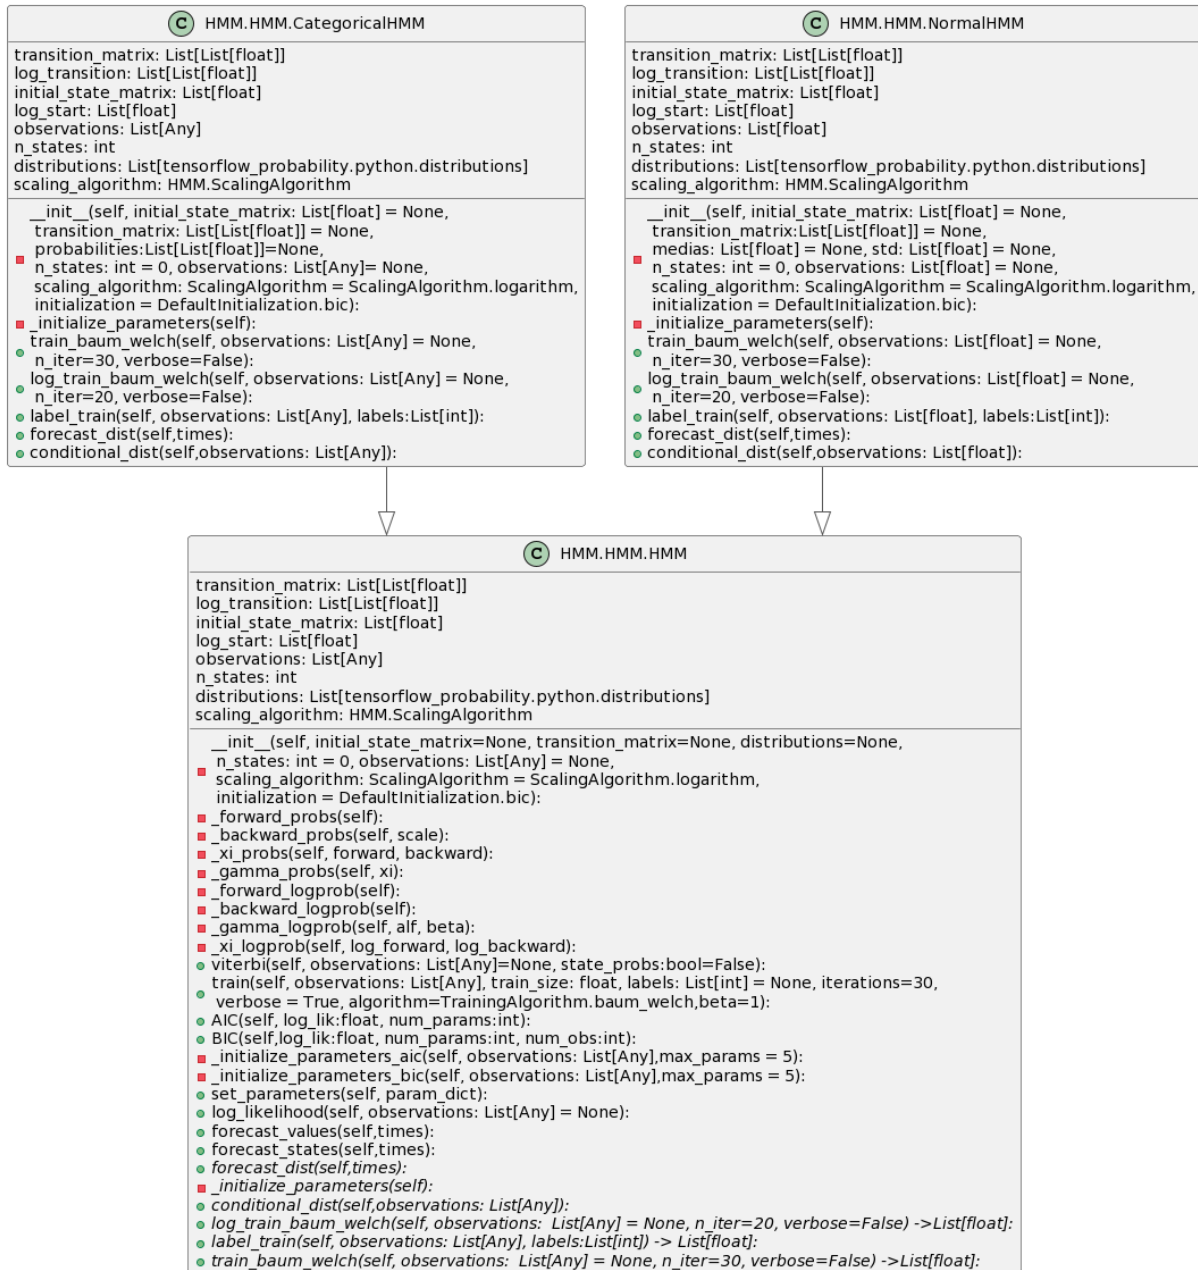 C HMM.HMM.CategoricalHMM
transition_matrix: List[List[float]]
log_transition: List[List[float]]
initial_state_matrix: List[float]
log_start: List[float]
observations: List[Any]
n_states: int
distributions: List[tensorflow_probability.python.distributions]
scaling_algorithm: HMM.ScalingAlgorithm
__init__(self, initial_state_matrix: List[float] = None,
transition_matrix: List[List[float]] = None,
probabilities:List[List[float]]=None,
n_states: int = 0, observations: List[Any]= None,
scaling_algorithm: ScalingAlgorithm = ScalingAlgorithm.logarithm,
initialization = DefaultInitialization.bic):
_initialize_parameters(self):
train_baum_welch(self, observations: List[Any] = None,
n_iter=30, verbose=False):
log_train_baum_welch(self, observations: List[Any] = None,
n_iter=20, verbose=False):
label_train(self, observations: List[Any], labels:List[int]):
forecast_dist(self,times):
conditional_dist(self,observations: List[Any]):
C HMM.HMM.NormalHMM
transition_matrix: List[List[float]]
log_transition: List[List[float]]
initial_state_matrix: List[float]
log_start: List[float]
observations: List[float]
n_states: int
distributions: List[tensorflow_probability.python.distributions]
scaling_algorithm: HMM.ScalingAlgorithm
__init__(self, initial_state_matrix: List[float] = None,
transition_matrix:List[List[float]] = None,
medias: List[float] = None, std: List[float] = None,
n_states: int = 0, observations: List[float] = None,
scaling_algorithm: ScalingAlgorithm = ScalingAlgorithm.logarithm,
initialization = DefaultInitialization.bic):
_initialize_parameters(self):
train_baum_welch(self, observations: List[float] = None,
n_iter=30, verbose=False):
log_train_baum_welch(self, observations: List[float] = None,
n_iter=20, verbose=False):
label_train(self, observations: List[float], labels:List[int]):
forecast_dist(self,times):
conditional_dist(self,observations: List[float]):
C HMM.HMM.HMM
transition_matrix: List[List[float]]
log_transition: List[List[float]]
initial_state_matrix: List[float]
log_start: List[float]
observations: List[Any]
n_states: int
distributions: List[tensorflow_probability.python.distributions]
scaling_algorithm: HMM.ScalingAlgorithm
__init__(self, initial_state_matrix=None, transition_matrix=None, distributions=None,
n_states: int = 0, observations: List[Any] = None,
scaling_algorithm: ScalingAlgorithm = ScalingAlgorithm.logarithm,
initialization = DefaultInitialization.bic):
_forward_probs(self):
_backward_probs(self, scale):
_xi_probs(self, forward, backward):
_gamma_probs(self, xi):
_forward_logprob(self):
_backward_logprob(self):
_gamma_logprob(self, alf, beta):
_xi_logprob(self, log_forward, log_backward):
viterbi(self, observations: List[Any]=None, state_probs:bool=False):
train(self, observations: List[Any], train_size: float, labels: List[int] = None, iterations=30,
verbose = True, algorithm=TrainingAlgorithm.baum_welch,beta=1):
AIC(self, log_lik:float, num_params:int):
BIC(self,log_lik:float, num_params:int, num_obs:int):
_initialize_parameters_aic(self, observations: List[Any],max_params = 5):
_initialize_parameters_bic(self, observations: List[Any],max_params = 5):
set_parameters(self, param_dict):
log_likelihood(self, observations: List[Any] = None):
forecast_values(self,times):
forecast_states(self,times):
forecast_dist(self,times):
_initialize_parameters(self):
conditional_dist(self,observations: List[Any]):
log_train_baum_welch(self, observations:  List[Any] = None, n_iter=20, verbose=False) ->List[float]:
label_train(self, observations: List[Any], labels:List[int]) -> List[float]:
train_baum_welch(self, observations:  List[Any] = None, n_iter=30, verbose=False) ->List[float]: